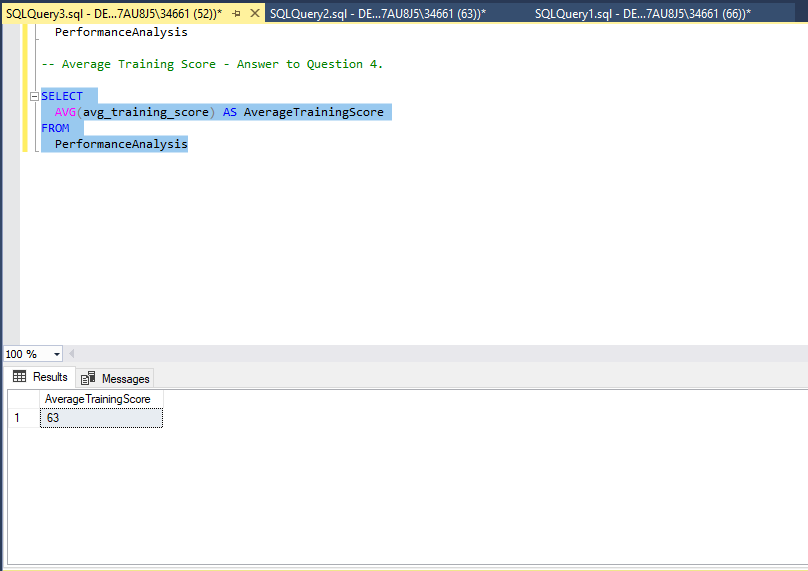 SQLQuery3.sql - DE...7AU8J5\34661 (52))* SQLQuery2.sql - DE...7AU8J5\34661 (63))* SQLQuery1.sql - DE...7AU8J5\34661 (66))*
PerformanceAnalysis
-- Average Training Score - Answer to Question 4.
SELECT
AVG(avg_training_score) AS AverageTrainingScore
FROM
PerformanceAnalysis
100 %
Results Messages
AverageTrainingScore
1 63